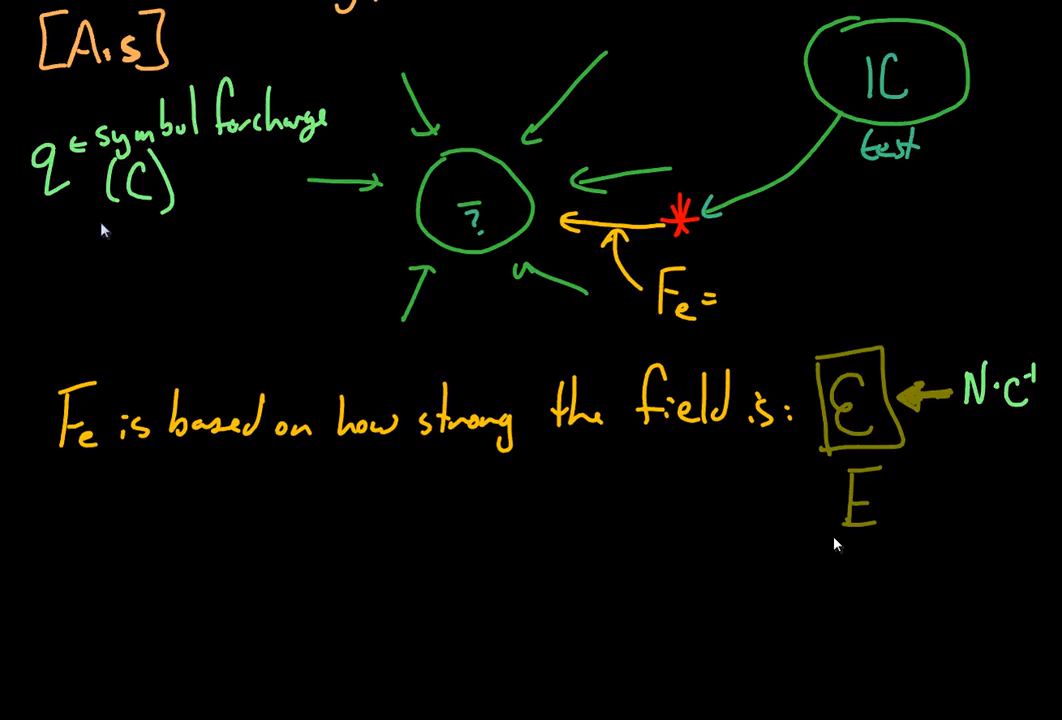 [A.s]
q ← symbol for charge
(C)
1C
test
- ?
Fe =
Fe is based on how strong the field is: ℰ ← N·C⁻¹
E